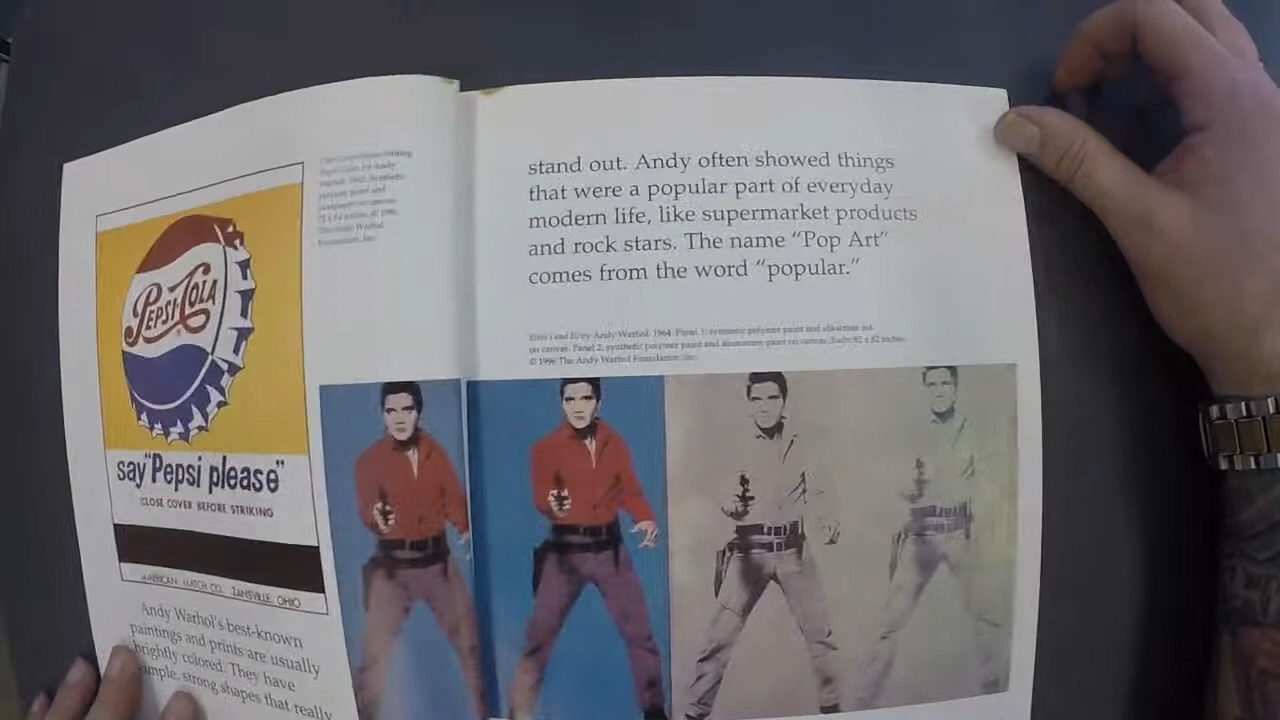 PEPSI-COLA
say "Pepsi please"
CLOSE COVER BEFORE STRIKING
AMERICAN MATCH CO. ZANSVILLE, OHIO
Andy Warhol's best-known
paintings and prints are usually
brightly colored. They have
simple, strong shapes that really
stand out. Andy often showed things
that were a popular part of everyday
modern life, like supermarket products
and rock stars. The name “Pop Art”
comes from the word “popular.”
Elvis I and II, by Andy Warhol. 1964. Panel 1: synthetic polymer paint and silkscreen ink
on canvas. Panel 2: synthetic polymer paint and aluminum paint on canvas. Each: 82 x 82 inches.
© 1996 The Andy Warhol Foundation, Inc.